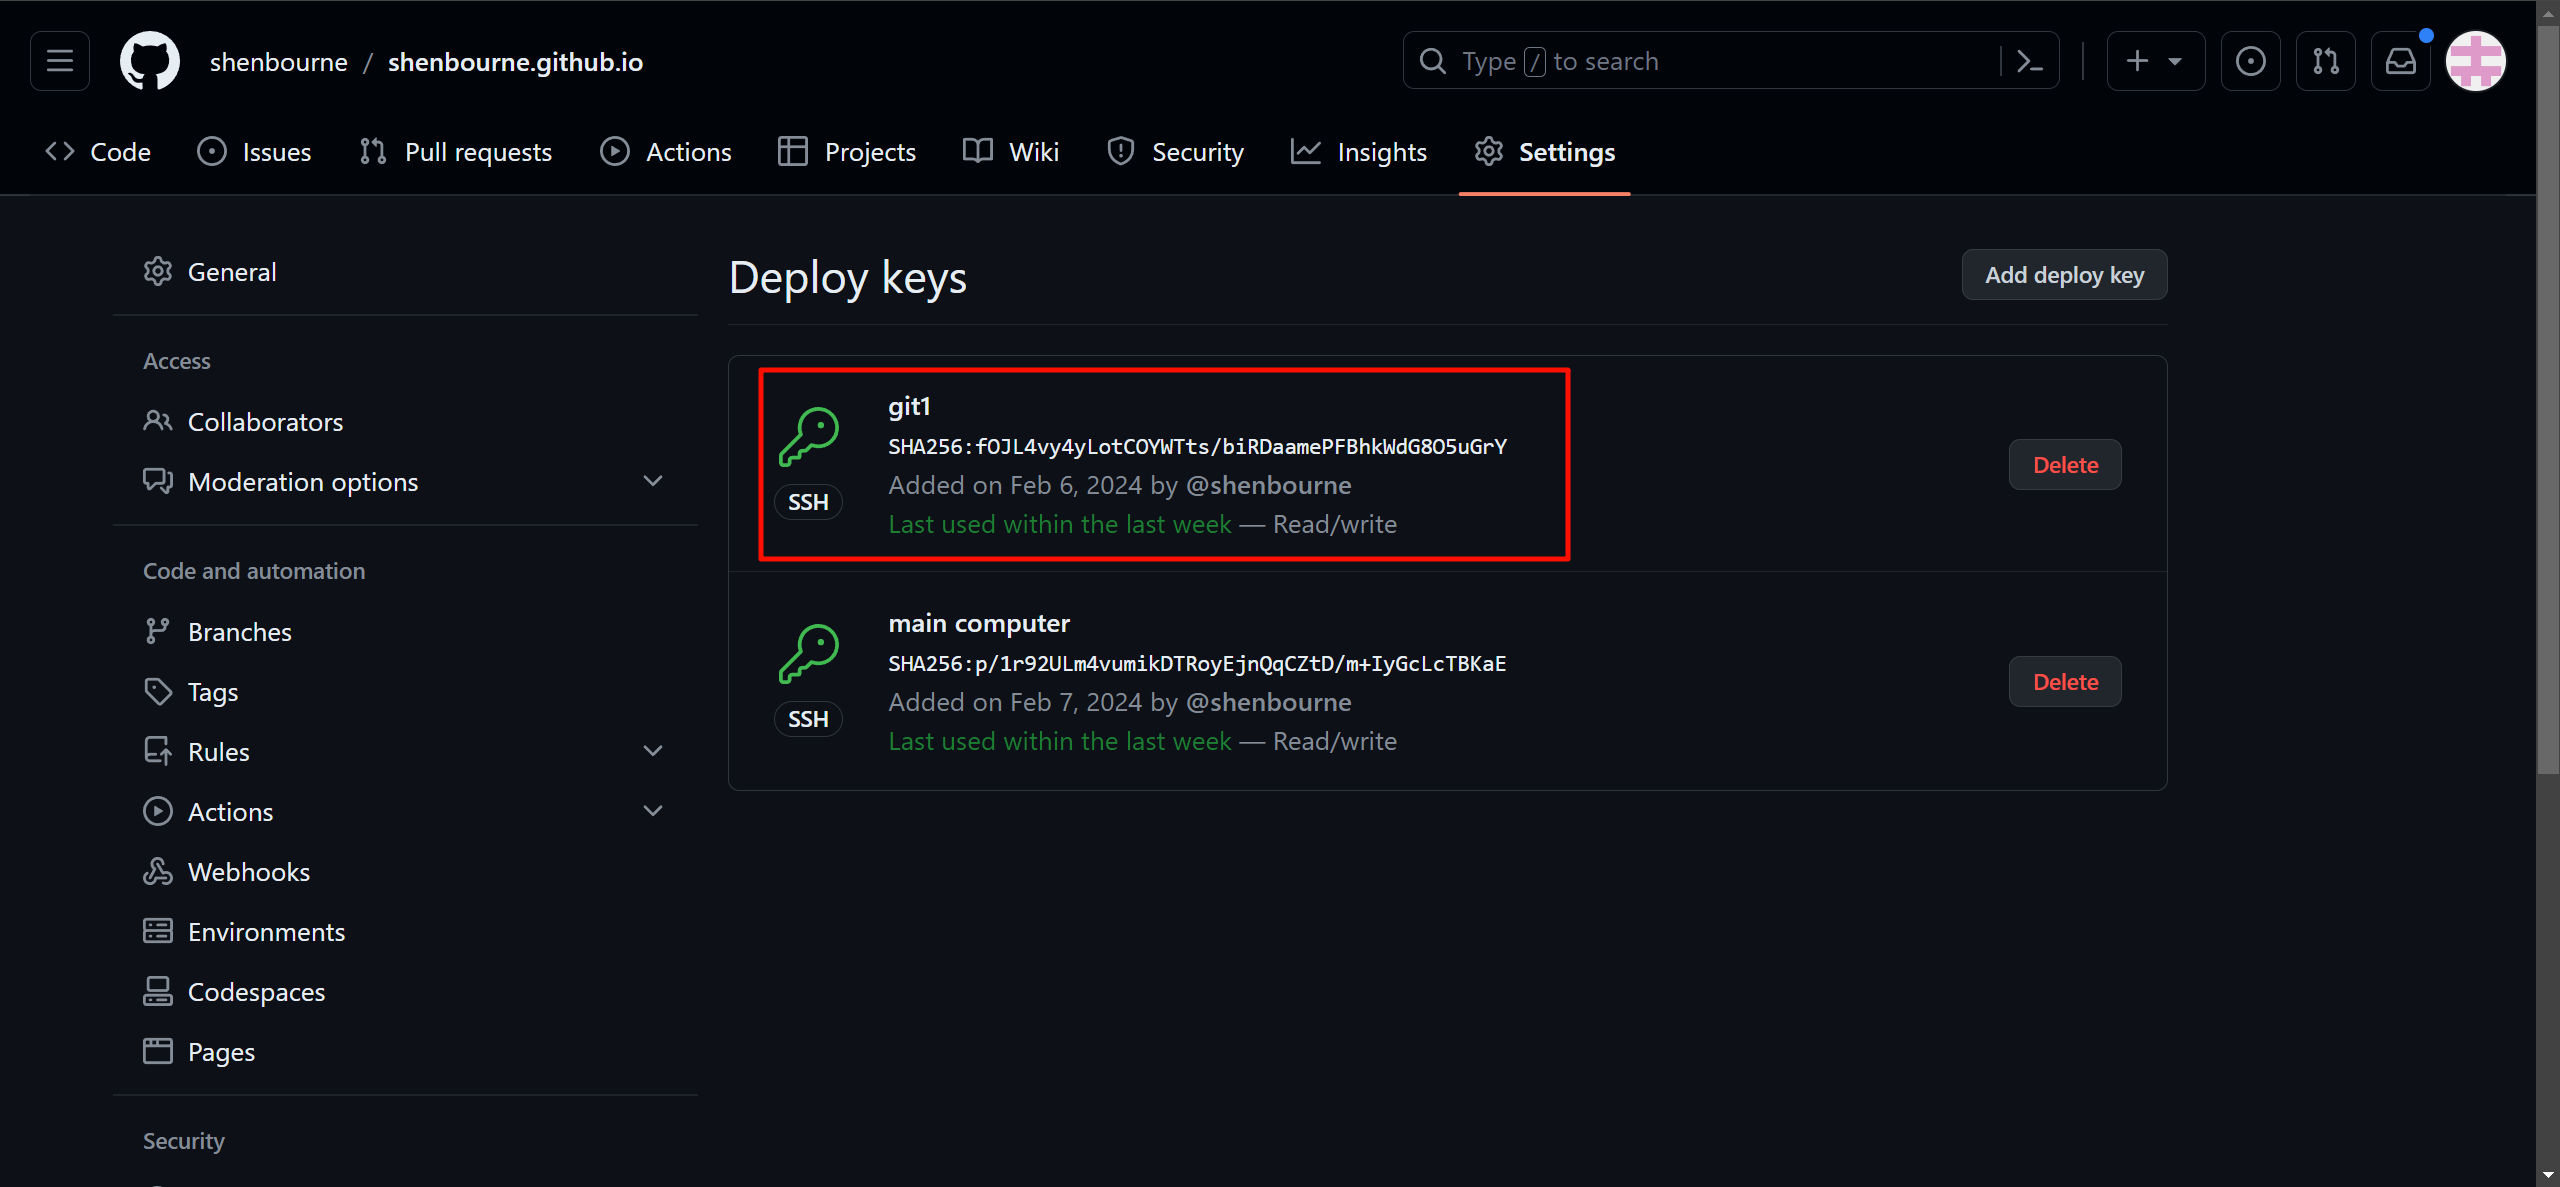 shenbourne / shenbourne.github.io
Type / to search
Code Issues Pull requests Actions Projects Wiki Security Insights Settings
General
Access
Collaborators
Moderation options
Code and automation
Branches
Tags
Rules
Actions
Webhooks
Environments
Codespaces
Pages
Security
Deploy keys
Add deploy key
git1
SHA256:fOJL4vy4yLotCOYWTts/biRDaamePFBhkWdG8O5uGrY
Added on Feb 6, 2024 by @shenbourne
Last used within the last week — Read/write
SSH
Delete
main computer
SHA256:p/1r92ULm4vumikDTRoyEjnQqCZtD/m+IyGcLcTBKaE
Added on Feb 7, 2024 by @shenbourne
Last used within the last week — Read/write
SSH
Delete